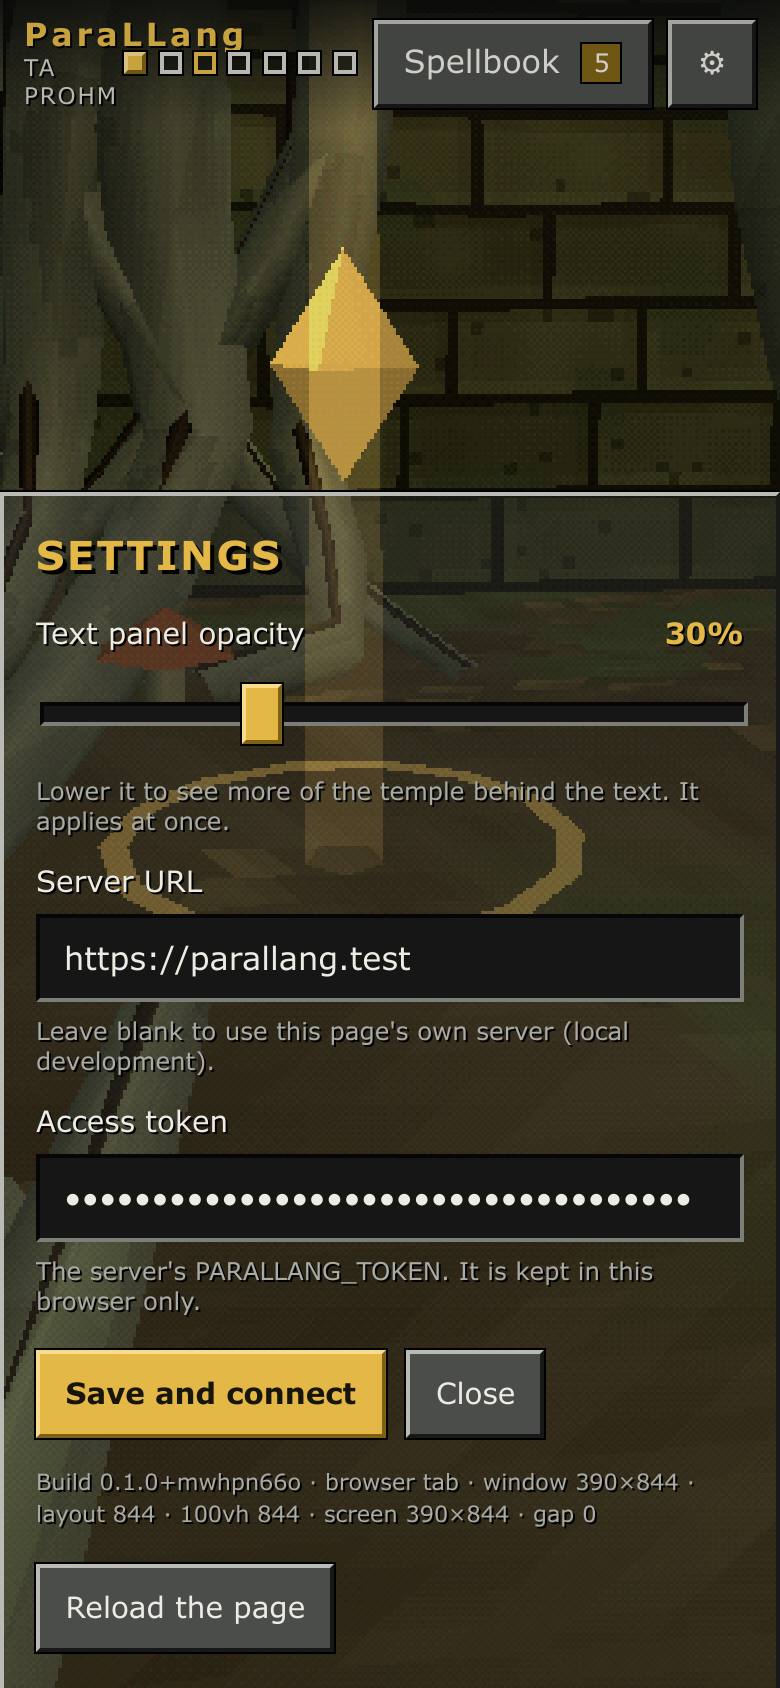 ParaLLang
TA
PROHM
Spellbook 5
⚙
SETTINGS
Text panel opacity 30%
Lower it to see more of the temple behind the text. It
applies at once.
Server URL
https://parallang.test
Leave blank to use this page's own server (local
development).
Access token
••••••••••••••••••••••••••••••••••••
The server's PARALLANG_TOKEN. It is kept in this
browser only.
Save and connect Close
Build 0.1.0+mwhpn66o · browser tab · window 390×844 ·
layout 844 · 100vh 844 · screen 390×844 · gap 0
Reload the page